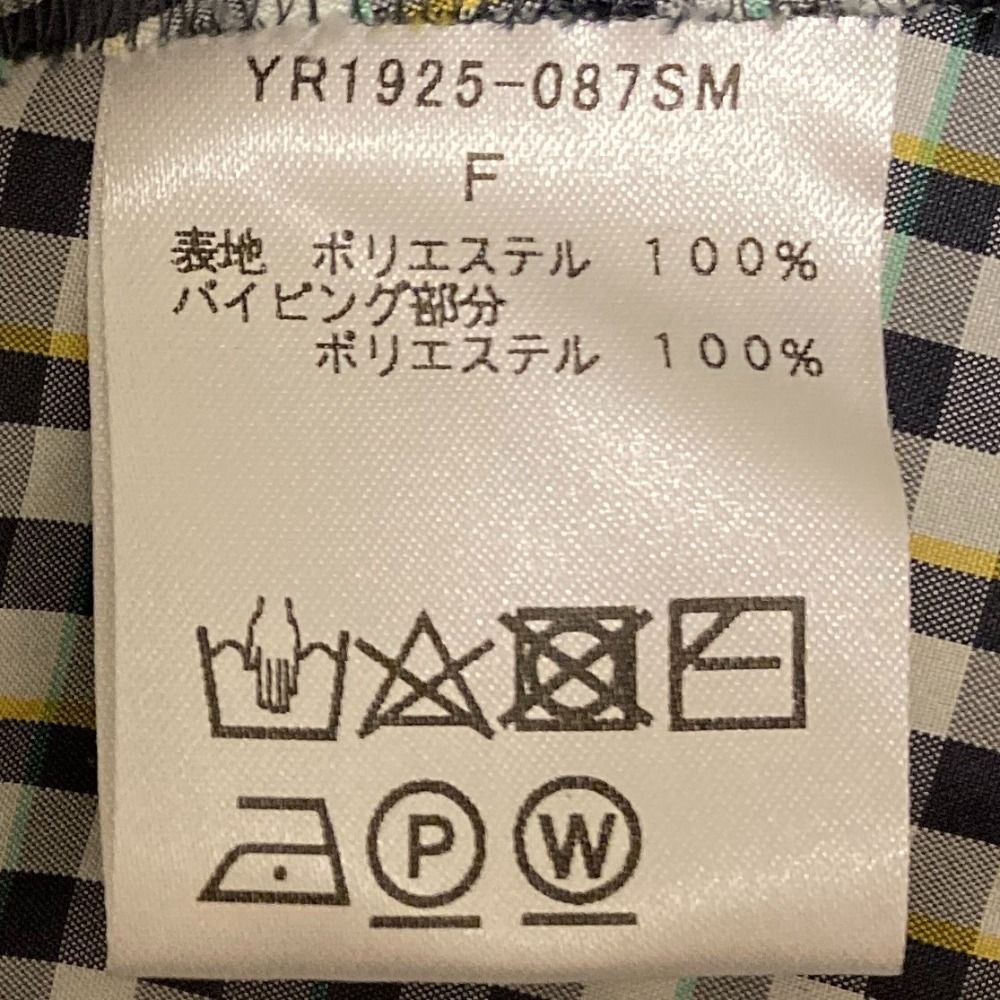 YR1925-087SM
F
表地 ポリエステル 100%
パイピング部分
ポリエステル 100%
P W